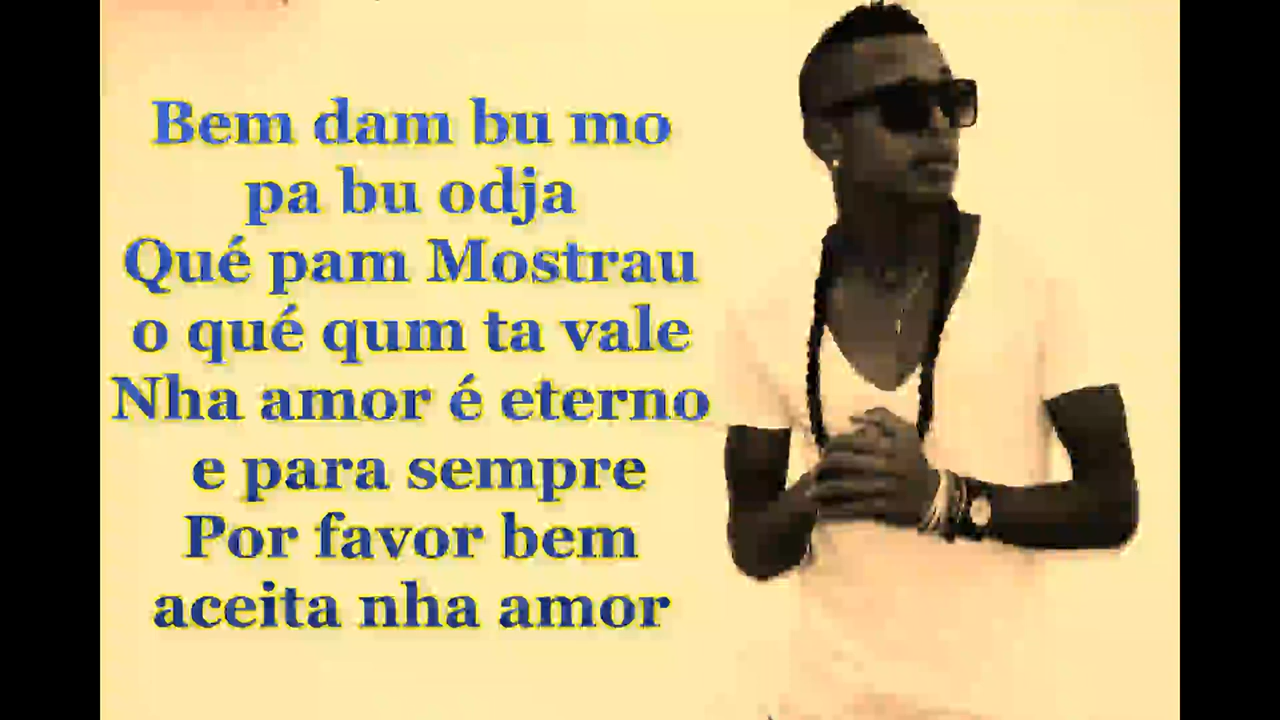 Bem dam bu mo
pa bu odja
Qué pam Mostrau
o qué qum ta vale
Nha amor é eterno
e para sempre
Por favor bem
aceita nha amor